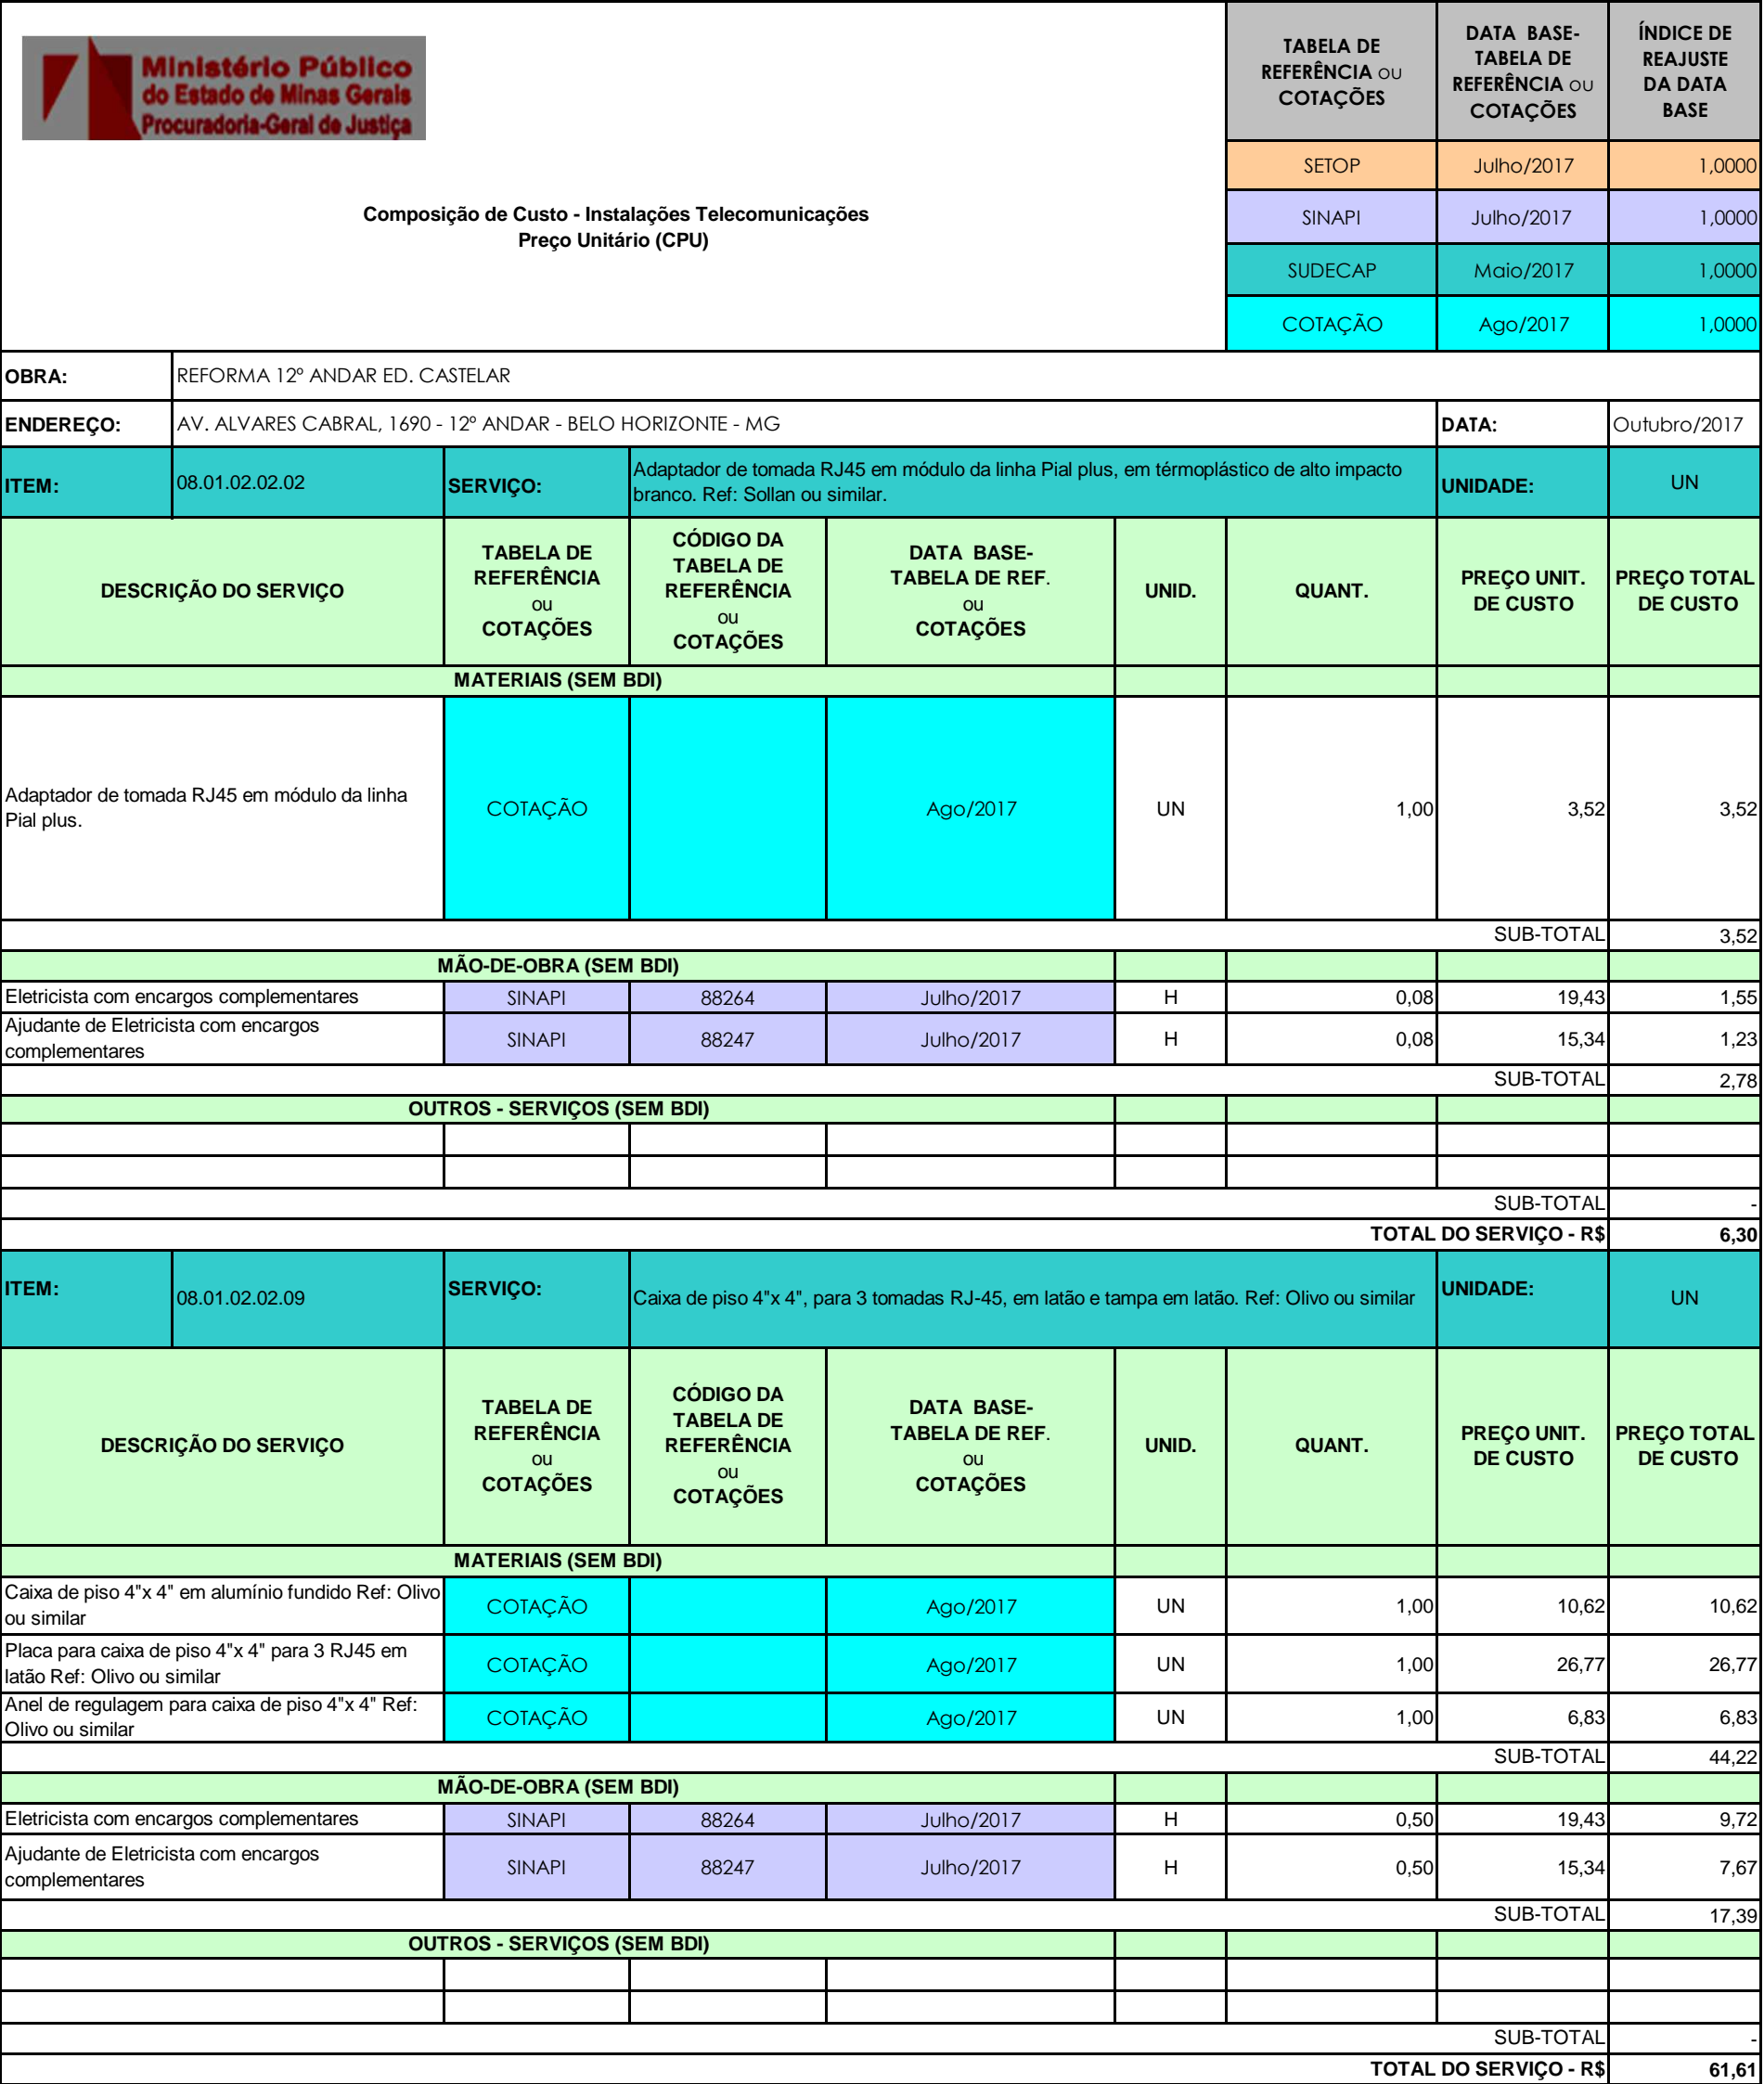 Ministério Público
do Estado de Minas Gerais
Procuradoria-Geral de Justiça
Composição de Custo - Instalações Telecomunicações
Preço Unitário (CPU)
TABELA DE REFERÊNCIA OU COTAÇÕES DATA BASE- TABELA DE REFERÊNCIA OU COTAÇÕES ÍNDICE DE REAJUSTE DA DATA BASE
SETOP Julho/2017 1,0000
SINAPI Julho/2017 1,0000
SUDECAP Maio/2017 1,0000
COTAÇÃO Ago/2017 1,0000
OBRA: REFORMA 12º ANDAR ED. CASTELAR
ENDEREÇO: AV. ALVARES CABRAL, 1690 - 12º ANDAR - BELO HORIZONTE - MG DATA: Outubro/2017
ITEM: 08.01.02.02.02 SERVIÇO: Adaptador de tomada RJ45 em módulo da linha Pial plus, em térmoplástico de alto impacto branco. Ref: Sollan ou similar. UNIDADE: UN
DESCRIÇÃO DO SERVIÇO TABELA DE REFERÊNCIA ou COTAÇÕES CÓDIGO DA TABELA DE REFERÊNCIA ou COTAÇÕES DATA BASE- TABELA DE REF. ou COTAÇÕES UNID. QUANT. PREÇO UNIT. DE CUSTO PREÇO TOTAL DE CUSTO
MATERIAIS (SEM BDI)
Adaptador de tomada RJ45 em módulo da linha Pial plus. COTAÇÃO Ago/2017 UN 1,00 3,52 3,52
SUB-TOTAL 3,52
MÃO-DE-OBRA (SEM BDI)
Eletricista com encargos complementares SINAPI 88264 Julho/2017 H 0,08 19,43 1,55
Ajudante de Eletricista com encargos complementares SINAPI 88247 Julho/2017 H 0,08 15,34 1,23
SUB-TOTAL 2,78
OUTROS - SERVIÇOS (SEM BDI)
SUB-TOTAL -
TOTAL DO SERVIÇO - R$ 6,30
ITEM: 08.01.02.02.09 SERVIÇO: Caixa de piso 4"x 4", para 3 tomadas RJ-45, em latão e tampa em latão. Ref: Olivo ou similar UNIDADE: UN
DESCRIÇÃO DO SERVIÇO TABELA DE REFERÊNCIA ou COTAÇÕES CÓDIGO DA TABELA DE REFERÊNCIA ou COTAÇÕES DATA BASE- TABELA DE REF. ou COTAÇÕES UNID. QUANT. PREÇO UNIT. DE CUSTO PREÇO TOTAL DE CUSTO
MATERIAIS (SEM BDI)
Caixa de piso 4"x 4" em alumínio fundido Ref: Olivo ou similar COTAÇÃO Ago/2017 UN 1,00 10,62 10,62
Placa para caixa de piso 4"x 4" para 3 RJ45 em latão Ref: Olivo ou similar COTAÇÃO Ago/2017 UN 1,00 26,77 26,77
Anel de regulagem para caixa de piso 4"x 4" Ref: Olivo ou similar COTAÇÃO Ago/2017 UN 1,00 6,83 6,83
SUB-TOTAL 44,22
MÃO-DE-OBRA (SEM BDI)
Eletricista com encargos complementares SINAPI 88264 Julho/2017 H 0,50 19,43 9,72
Ajudante de Eletricista com encargos complementares SINAPI 88247 Julho/2017 H 0,50 15,34 7,67
SUB-TOTAL 17,39
OUTROS - SERVIÇOS (SEM BDI)
SUB-TOTAL -
TOTAL DO SERVIÇO - R$ 61,61